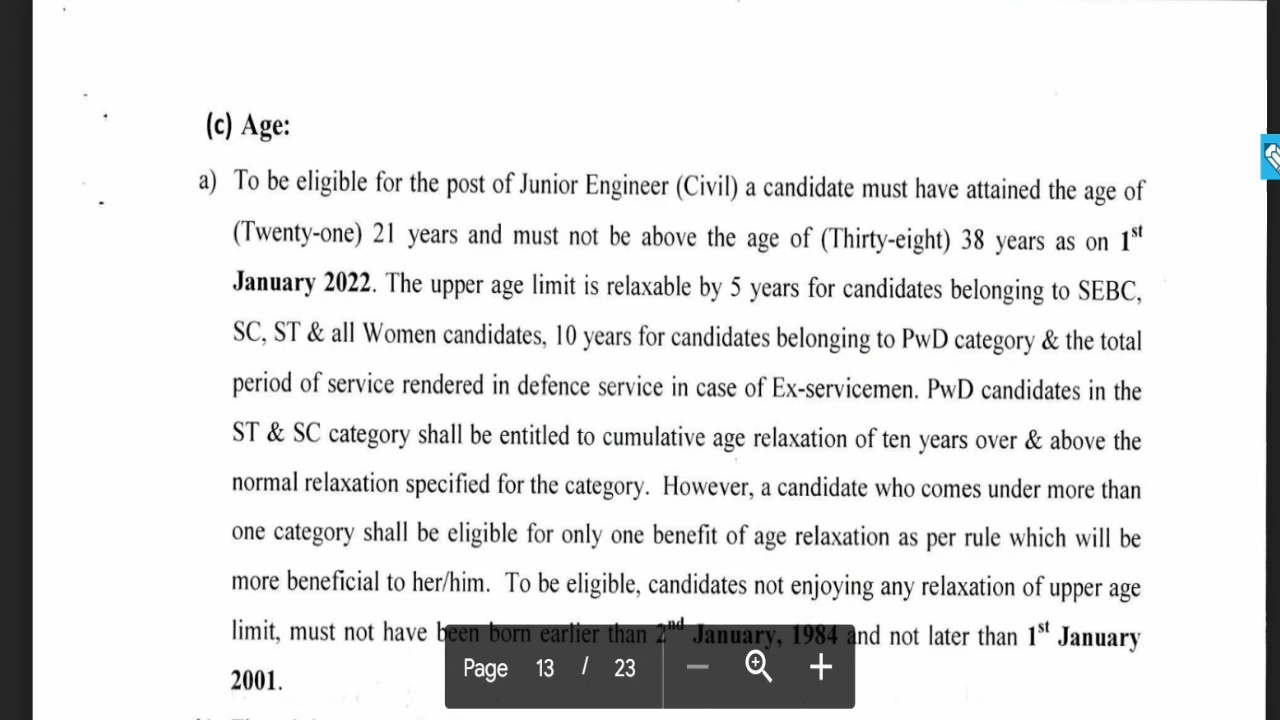 (c) Age:
a) To be eligible for the post of Junior Engineer (Civil) a candidate must have attained the age of
(Twenty-one) 21 years and must not be above the age of (Thirty-eight) 38 years as on 1st
January 2022. The upper age limit is relaxable by 5 years for candidates belonging to SEBC,
SC, ST & all Women candidates, 10 years for candidates belonging to PwD category & the total
period of service rendered in defence service in case of Ex-servicemen. PwD candidates in the
ST & SC category shall be entitled to cumulative age relaxation of ten years over & above the
normal relaxation specified for the category. However, a candidate who comes under more than
one category shall be eligible for only one benefit of age relaxation as per rule which will be
more beneficial to her/him. To be eligible, candidates not enjoying any relaxation of upper age
limit, must not have been born earlier than 2nd January, 1984 and not later than 1st January
2001.
Page 13 / 23